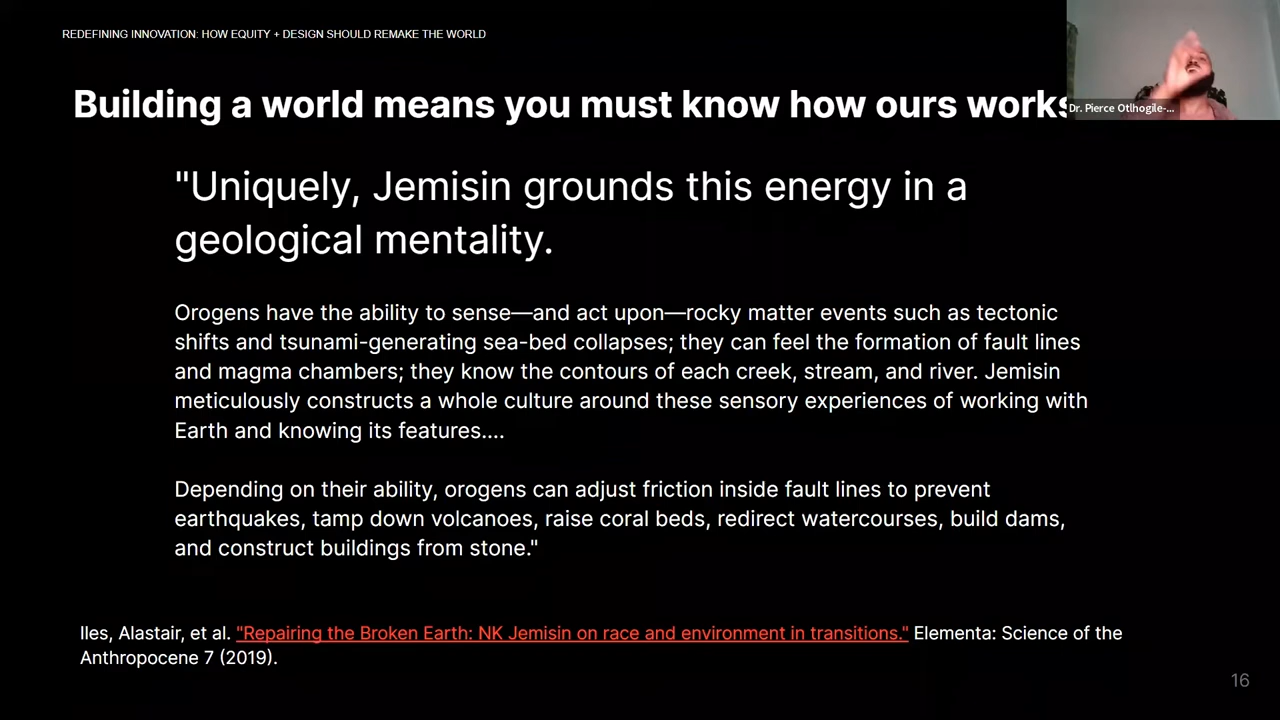 REDEFINING INNOVATION: HOW EQUITY + DESIGN SHOULD REMAKE THE WORLD
Building a world means you must know how ours works
Dr. Pierce Otlhogile-...
"Uniquely, Jemisin grounds this energy in a
geological mentality.
Orogens have the ability to sense—and act upon—rocky matter events such as tectonic
shifts and tsunami-generating sea-bed collapses; they can feel the formation of fault lines
and magma chambers; they know the contours of each creek, stream, and river. Jemisin
meticulously constructs a whole culture around these sensory experiences of working with
Earth and knowing its features....
Depending on their ability, orogens can adjust friction inside fault lines to prevent
earthquakes, tamp down volcanoes, raise coral beds, redirect watercourses, build dams,
and construct buildings from stone."
Iles, Alastair, et al. "Repairing the Broken Earth: NK Jemisin on race and environment in transitions." Elementa: Science of the
Anthropocene 7 (2019).
16